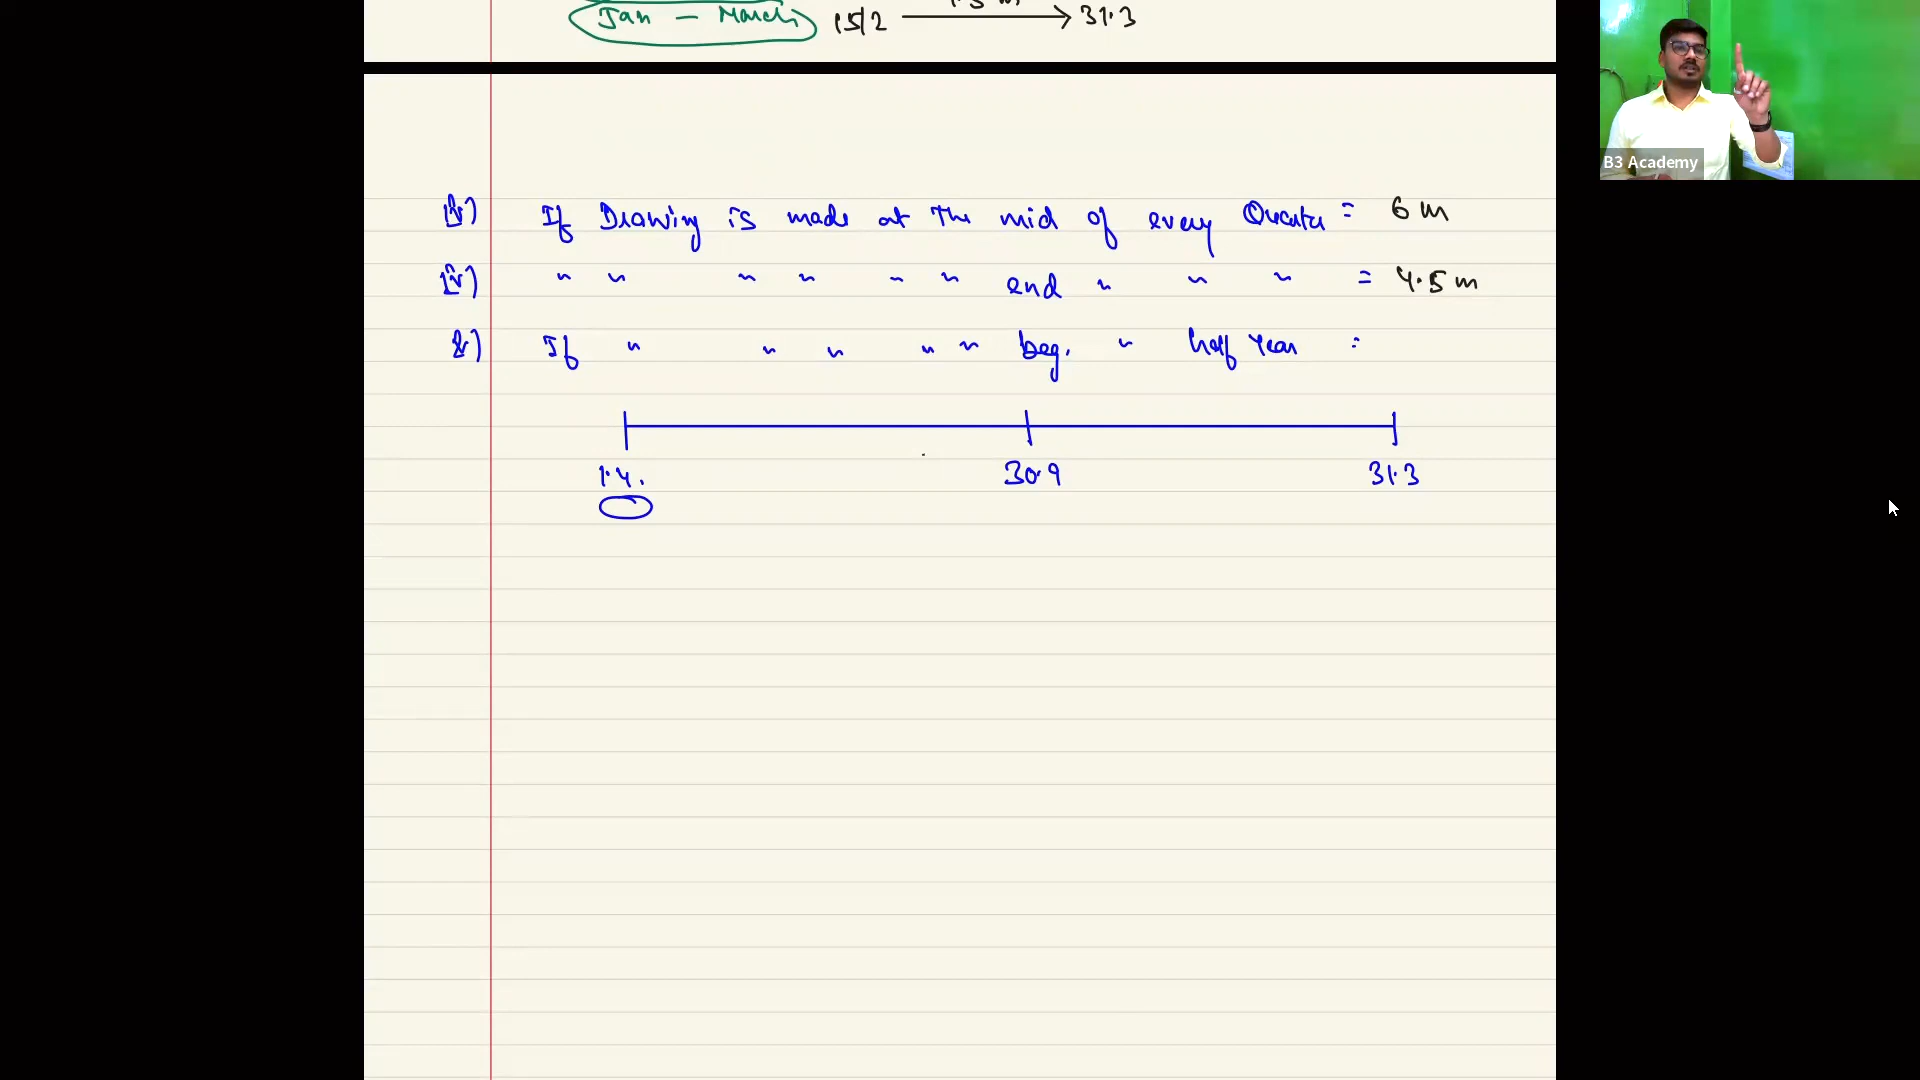 Jan - March 15/2 → 31.3
B3 Academy
iv) If Drawing is made at the mid of every Quarter = 6 m
v) " " " " " " end " " " = 4.5 m
If " " " " " beg. " half Year =
1.4. 30.9 31.3